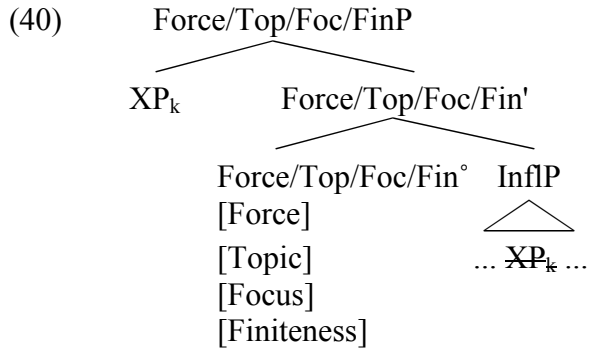 (40) Force/Top/Foc/FinP
XPk Force/Top/Foc/Fin'
Force/Top/Foc/Fin° InflP
[Force]
[Topic] ... XPk ...
[Focus]
[Finiteness]